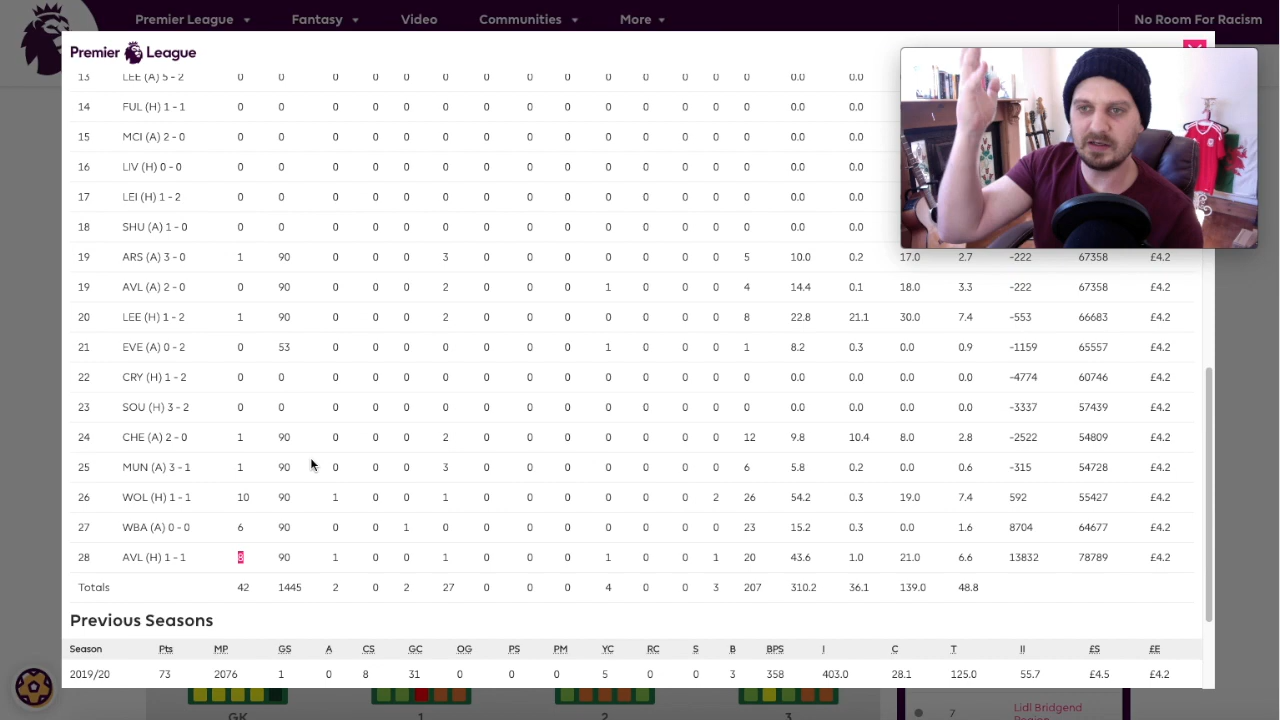 Premier League Fantasy Video Communities More No Room For Racism
Premier League
13 LEE (A) 5 - 2 0 0 0 0 0 0 0 0 0 0 0 0 0 0.0 0.0
14 FUL (H) 1 - 1 0 0 0 0 0 0 0 0 0 0 0 0 0 0.0 0.0
15 MCI (A) 2 - 0 0 0 0 0 0 0 0 0 0 0 0 0 0 0.0 0.0
16 LIV (H) 0 - 0 0 0 0 0 0 0 0 0 0 0 0 0 0 0.0 0.0
17 LEI (H) 1 - 2 0 0 0 0 0 0 0 0 0 0 0 0 0 0.0 0.0
18 SHU (A) 1 - 0 0 0 0 0 0 0 0 0 0 0 0 0 0 0.0 0.0
19 ARS (A) 3 - 0 1 90 0 0 0 3 0 0 0 0 0 0 0 5 10.0 0.2 17.0 2.7 -222 67358 £4.2
19 AVL (A) 2 - 0 0 90 0 0 0 2 0 0 0 1 0 0 0 4 14.4 0.1 18.0 3.3 -222 67358 £4.2
20 LEE (H) 1 - 2 1 90 0 0 0 2 0 0 0 0 0 0 0 8 22.8 21.1 30.0 7.4 -553 66683 £4.2
21 EVE (A) 0 - 2 0 53 0 0 0 0 0 0 0 1 0 0 0 1 8.2 0.3 0.0 0.9 -1159 65557 £4.2
22 CRY (H) 1 - 2 0 0 0 0 0 0 0 0 0 0 0 0 0 0 0.0 0.0 0.0 0.0 -4774 60746 £4.2
23 SOU (H) 3 - 2 0 0 0 0 0 0 0 0 0 0 0 0 0 0 0.0 0.0 0.0 0.0 -3337 57439 £4.2
24 CHE (A) 2 - 0 1 90 0 0 0 2 0 0 0 0 0 0 0 12 9.8 10.4 8.0 2.8 -2522 54809 £4.2
25 MUN (A) 3 - 1 1 90 0 0 0 3 0 0 0 0 0 0 0 6 5.8 0.2 0.0 0.6 -315 54728 £4.2
26 WOL (H) 1 - 1 10 90 1 0 0 1 0 0 0 0 0 0 2 26 54.2 0.3 19.0 7.4 592 55427 £4.2
27 WBA (A) 0 - 0 6 90 0 0 1 0 0 0 0 0 0 0 0 23 15.2 0.3 0.0 1.6 8704 64677 £4.2
28 AVL (H) 1 - 1 8 90 1 0 0 1 0 0 0 1 0 0 1 20 43.6 1.0 21.0 6.6 13832 78789 £4.2
Totals 42 1445 2 0 2 27 0 0 0 4 0 0 3 207 310.2 36.1 139.0 48.8
Previous Seasons
Season Pts MP GS A CS GC OG PS PM YC RC S B BPS I C T II £S £E
2019/20 73 2076 1 0 8 31 0 0 0 5 0 0 3 358 403.0 28.1 125.0 55.7 £4.5 £4.2
GK 1 2 3
7 Lidl Bridgend
Region